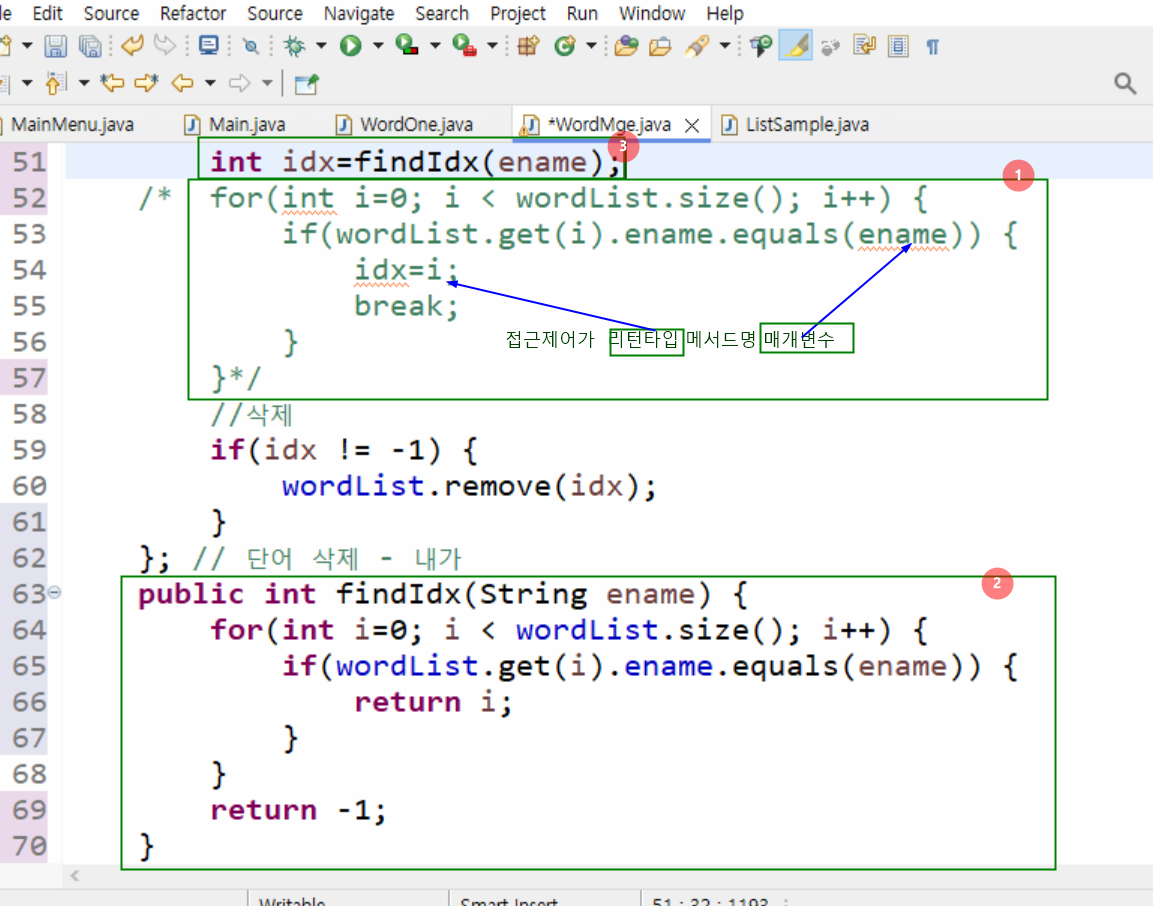 Edit Source Refactor Source Navigate Search Project Run Window Help
MainMenu.java Main.java WordOne.java *WordMge.java ListSample.java
51 int idx=findIdx(ename); 3
1
52 /* for(int i=0; i < wordList.size(); i++) {
53 if(wordList.get(i).ename.equals(ename)) {
54 idx=i;
55 break;
접근제어가 리턴타입 메서드명 매개변수
56 }
57 }*/
58 //삭제
59 if(idx != -1) {
60 wordList.remove(idx);
61 }
62 }; // 단어 삭제 - 내가
2
63 public int findIdx(String ename) {
64 for(int i=0; i < wordList.size(); i++) {
65 if(wordList.get(i).ename.equals(ename)) {
66 return i;
67 }
68 }
69 return -1;
70 }
Writable Smart Insert 51 : 32 : 1193